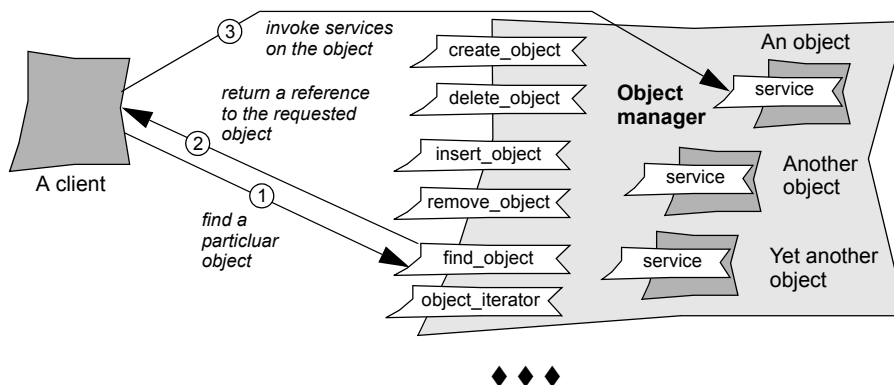 3
invoke services
on the object
create_object
An object
return a reference
to the requested
object
delete_object
Object
manager
service
2
insert_object
service
Another
object
A client
1
remove_object
find a
particluar
object
find_object
service
Yet another
object
object_iterator